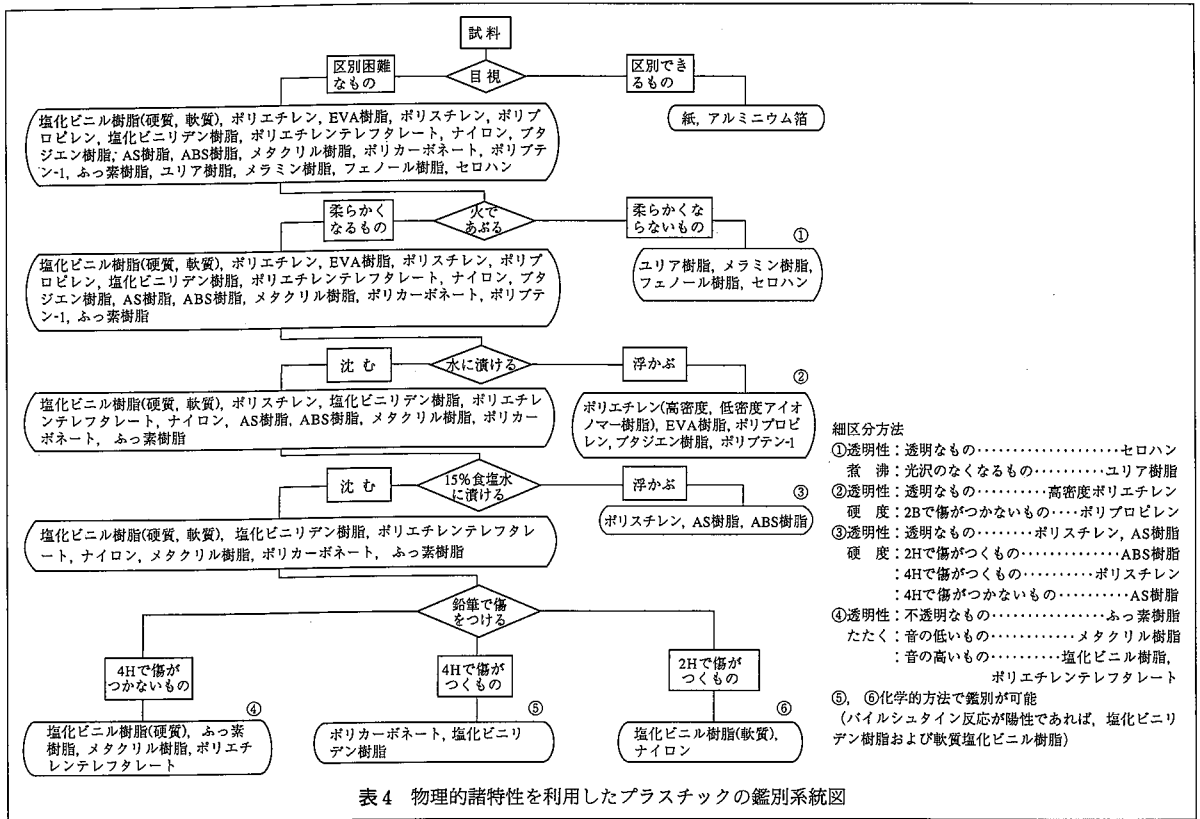 試料
区別困難
なもの
目視
区別でき
るもの
塩化ビニル樹脂(硬質, 軟質), ポリエチレン, EVA樹脂, ポリスチレン, ポリプ
ロピレン, 塩化ビニリデン樹脂, ポリエチレンテレフタレート, ナイロン, ブタ
ジエン樹脂, AS樹脂, ABS樹脂, メタクリル樹脂, ポリカーボネート, ポリブテ
ン-1, ふっ素樹脂, ユリア樹脂, メラミン樹脂, フェノール樹脂, セロハン
紙, アルミニウム箔
柔らかく
なるもの
火で
あぶる
柔らかくな
らないもの
①
塩化ビニル樹脂(硬質, 軟質), ポリエチレン, EVA樹脂, ポリスチレン, ポリプ
ロピレン, 塩化ビニリデン樹脂, ポリエチレンテレフタレート, ナイロン, ブタ
ジエン樹脂, AS樹脂, ABS樹脂, メタクリル樹脂, ポリカーボネート, ポリブテ
ン-1, ふっ素樹脂
ユリア樹脂, メラミン樹脂,
フェノール樹脂, セロハン
沈む
水に漬ける
浮かぶ
②
塩化ビニル樹脂(硬質, 軟質), ポリスチレン, 塩化ビニリデン樹脂, ポリエチレ
ンテレフタレート, ナイロン, AS樹脂, ABS樹脂, メタクリル樹脂, ポリカー
ボネート, ふっ素樹脂
ポリエチレン(高密度, 低密度アイオ
ノマー樹脂), EVA樹脂, ポリプロピ
レン, ブタジエン樹脂, ポリブテン-1
沈む
15%食塩水
に漬ける
浮かぶ
③
塩化ビニル樹脂(硬質, 軟質), 塩化ビニリデン樹脂, ポリエチレンテレフタレ
ート, ナイロン, メタクリル樹脂, ポリカーボネート, ふっ素樹脂
ポリスチレン, AS樹脂, ABS樹脂
鉛筆で傷
をつける
4Hで傷が
つかないもの
4Hで傷が
つくもの
2Hで傷が
つくもの
④
塩化ビニル樹脂(硬質), ふっ素
樹脂, メタクリル樹脂, ポリエチ
レンテレフタレート
⑤
ポリカーボネート, 塩化ビニリ
デン樹脂
⑥
塩化ビニル樹脂(軟質),
ナイロン
細区分方法
①透明性：透明なもの····················セロハン
煮 沸：光沢のなくなるもの··········ユリア樹脂
②透明性：透明なもの··········高密度ポリエチレン
硬 度：2Bで傷がつかないもの····ポリプロピレン
③透明性：透明なもの········ポリスチレン, AS樹脂
硬 度：2Hで傷がつくもの··············ABS樹脂
：4Hで傷がつくもの··········ポリスチレン
：4Hで傷がつかないもの··········AS樹脂
④透明性：不透明なもの················ふっ素樹脂
たたく：音の低いもの············メタクリル樹脂
：音の高いもの··········塩化ビニル樹脂,
ポリエチレンテレフタレート
⑤, ⑥化学的方法で鑑別が可能
(バイルシュタイン反応が陽性であれば, 塩化ビニリ
デン樹脂および軟質塩化ビニル樹脂)
表4 物理的諸特性を利用したプラスチックの鑑別系統図